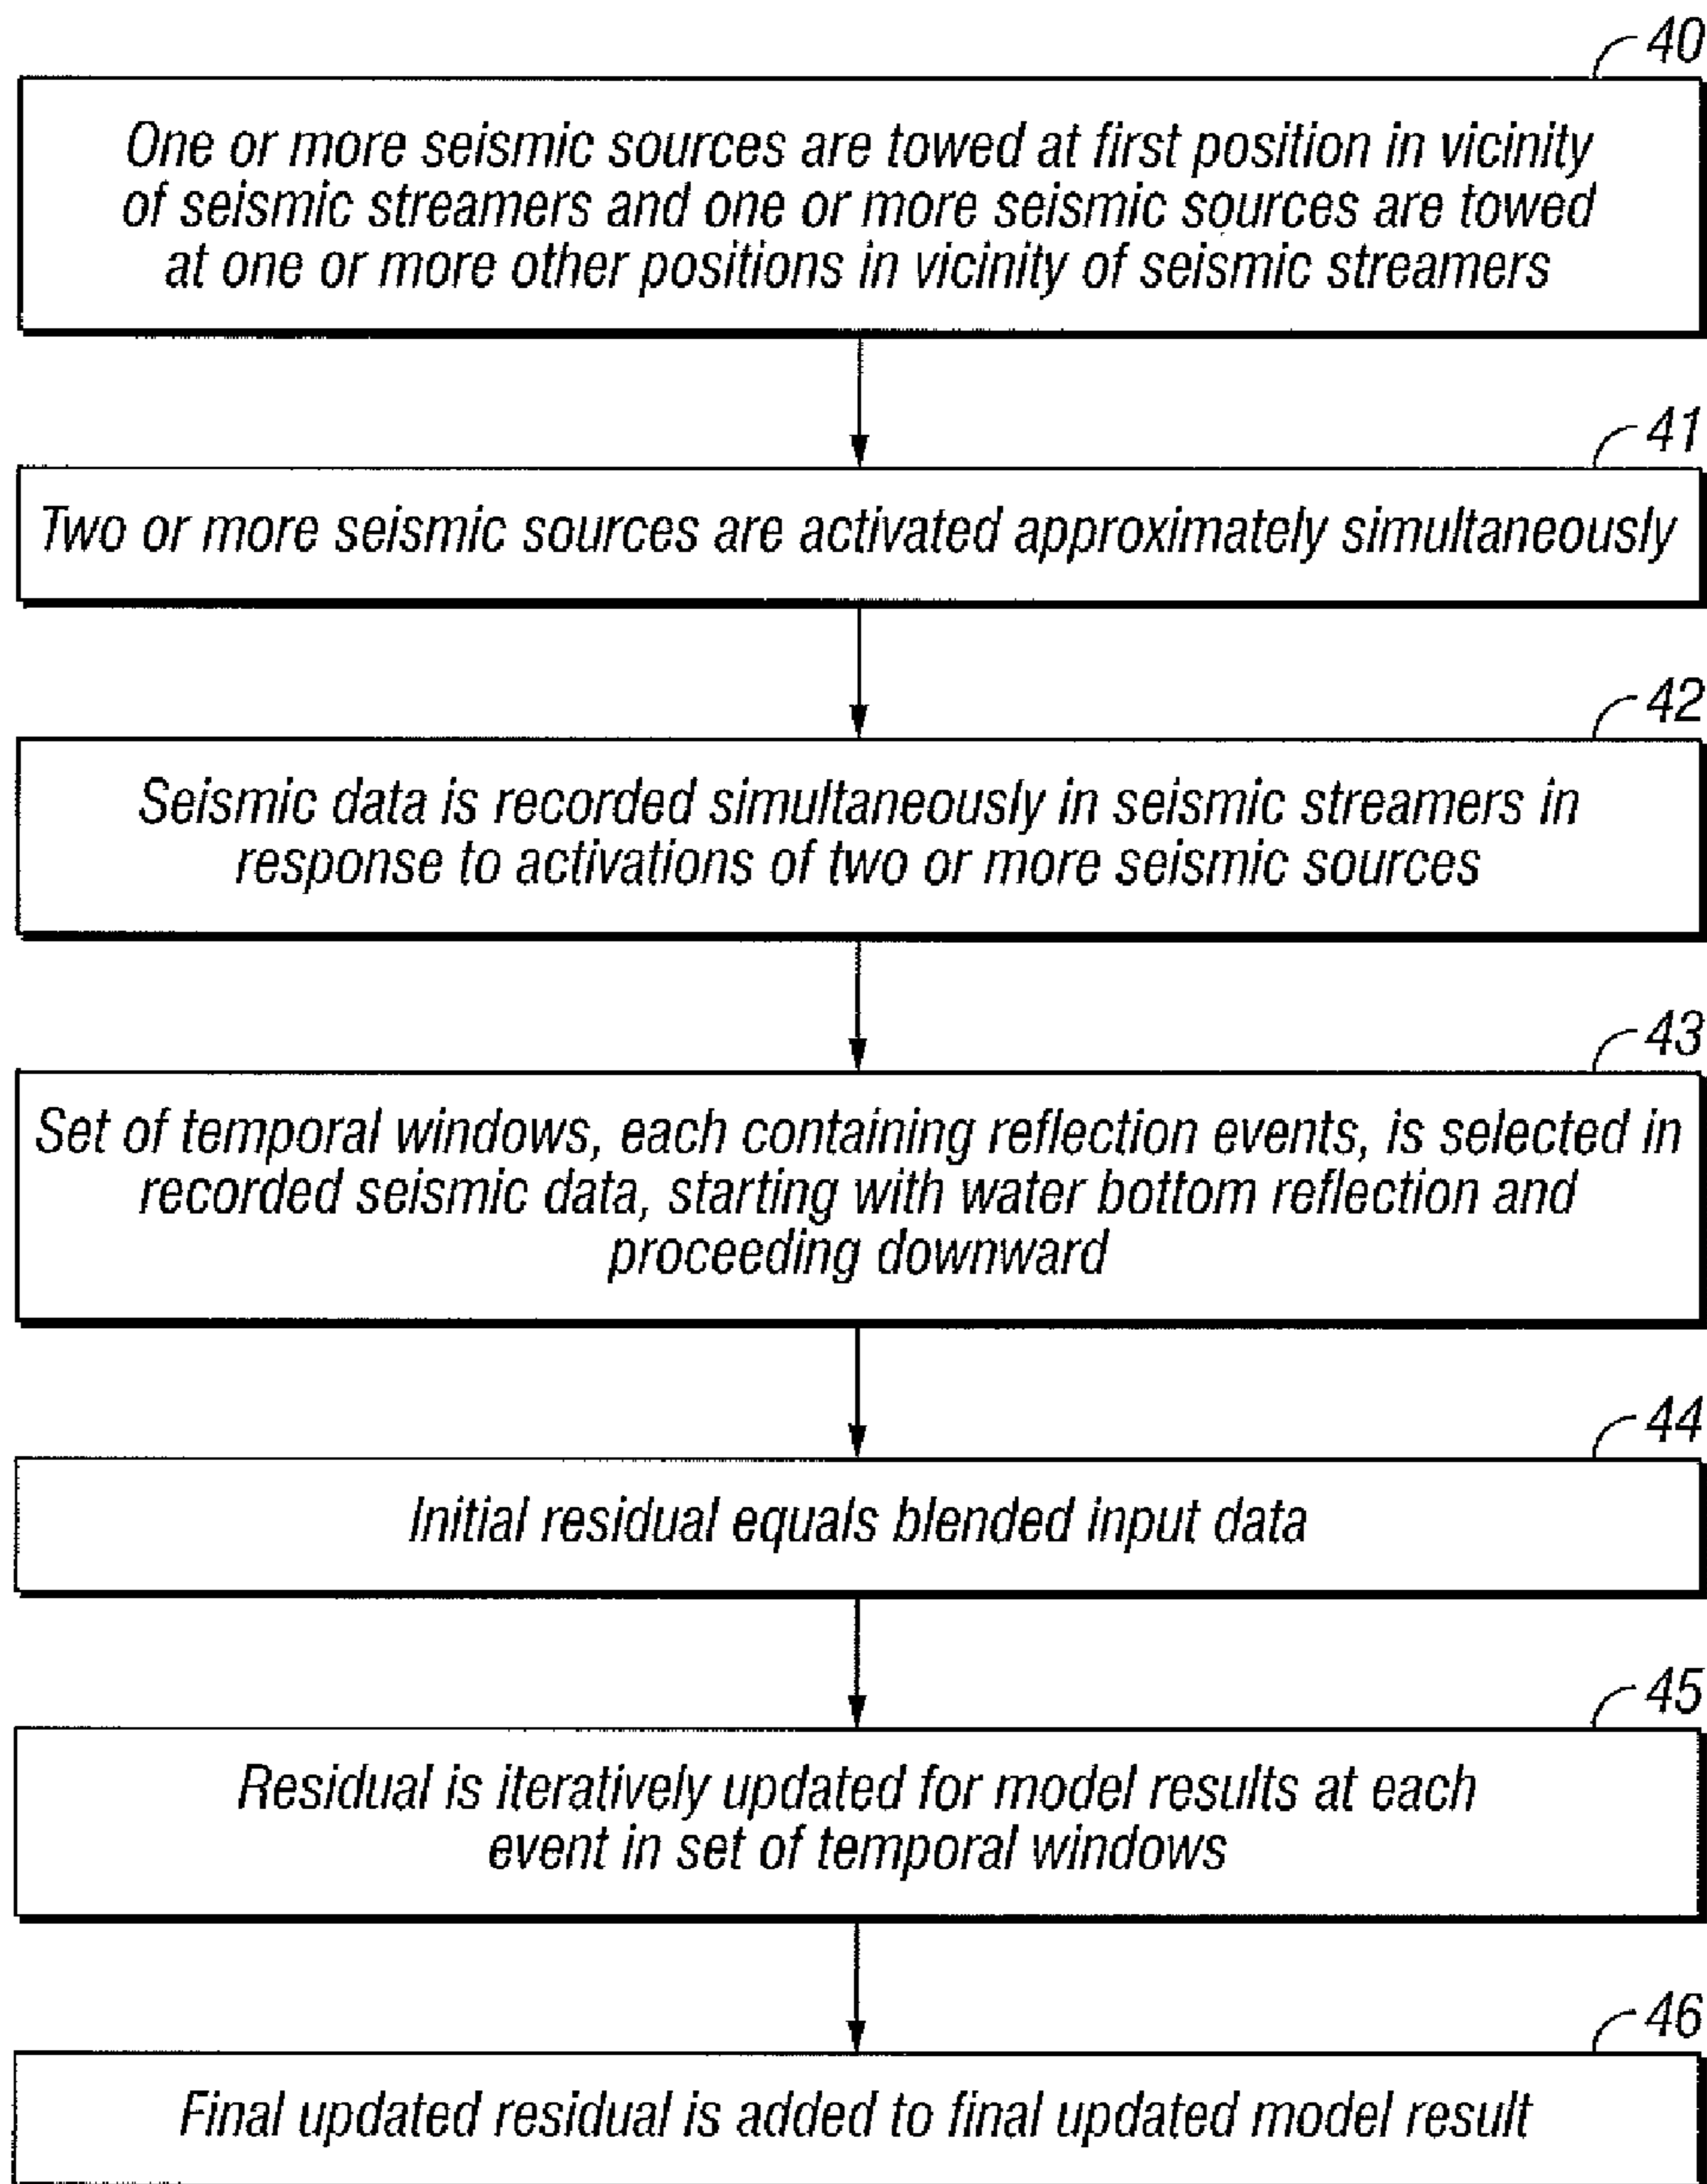 40
One or more seismic sources are towed at first position in vicinity
of seismic streamers and one or more seismic sources are towed
at one or more other positions in vicinity of seismic streamers
41
Two or more seismic sources are activated approximately simultaneously
42
Seismic data is recorded simultaneously in seismic streamers in
response to activations of two or more seismic sources
43
Set of temporal windows, each containing reflection events, is selected in
recorded seismic data, starting with water bottom reflection and
proceeding downward
44
Initial residual equals blended input data
45
Residual is iteratively updated for model results at each
event in set of temporal windows
46
Final updated residual is added to final updated model result